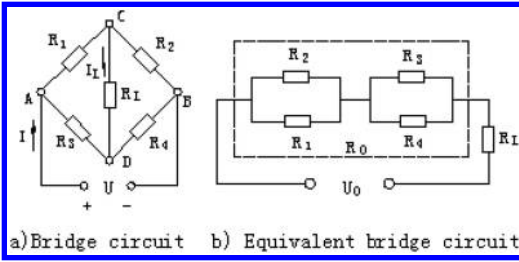 C
R1
R2
IL
A
RL
B
I
R3
R4
D
U
+ -
a)Bridge circuit
R2
R3
R1
R4
R0
RL
U0
b) Equivalent bridge circuit